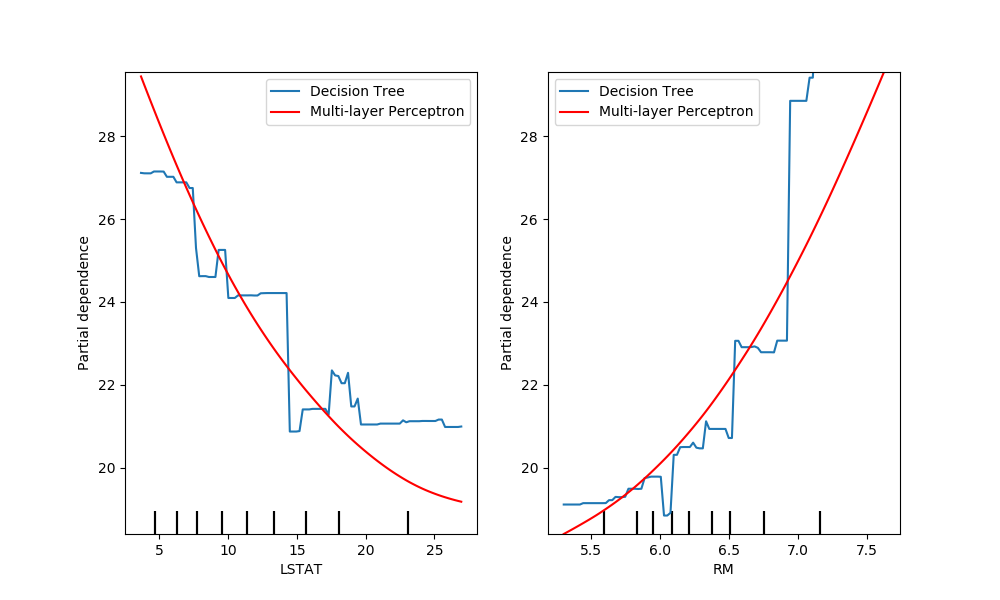 Decision Tree
Multi-layer Perceptron
Partial dependence
28
26
24
22
20
5 10 15 20 25
LSTAT
Decision Tree
Multi-layer Perceptron
Partial dependence
28
26
24
22
20
5.5 6.0 6.5 7.0 7.5
RM